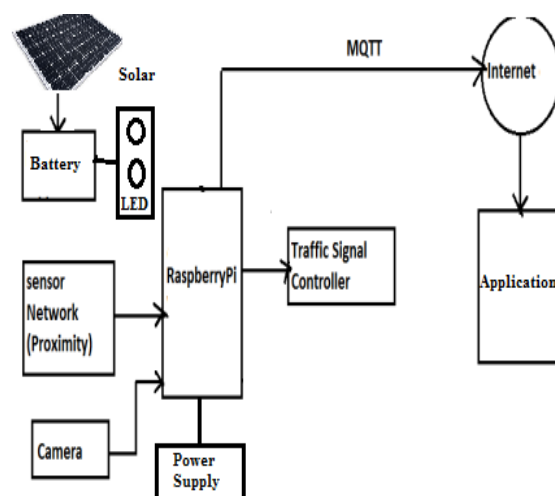 MQTT
Internet
Solar
Battery
LED
RaspberryPi
Traffic Signal
Controller
Application
sensor
Network
(Proximity)
Camera
Power
Supply